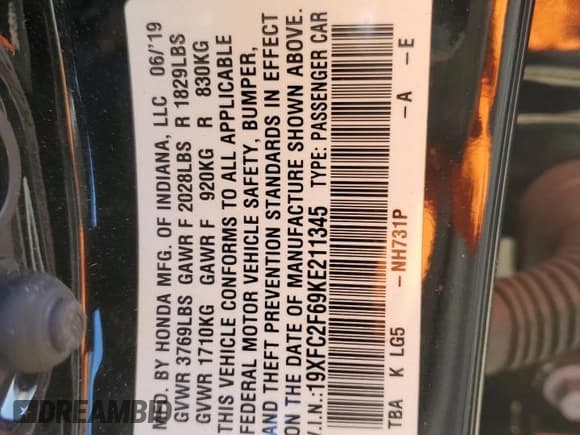 MFD. BY HONDA MFG. OF INDIANA, LLC 06/'19
GVWR 3769LBS GAWR F 2028LBS R 1829LBS
GVWR 1710KG GAWR F 920KG R 830KG
THIS VEHICLE CONFORMS TO ALL APPLICABLE
FEDERAL MOTOR VEHICLE SAFETY, BUMPER,
AND THEFT PREVENTION STANDARDS IN EFFECT
ON THE DATE OF MANUFACTURE SHOWN ABOVE.
V.I.N.:19XFC2F69KE211345 TYPE: PASSENGER CAR
TBA K LG5 -NH731P -A -E
DREAMBID